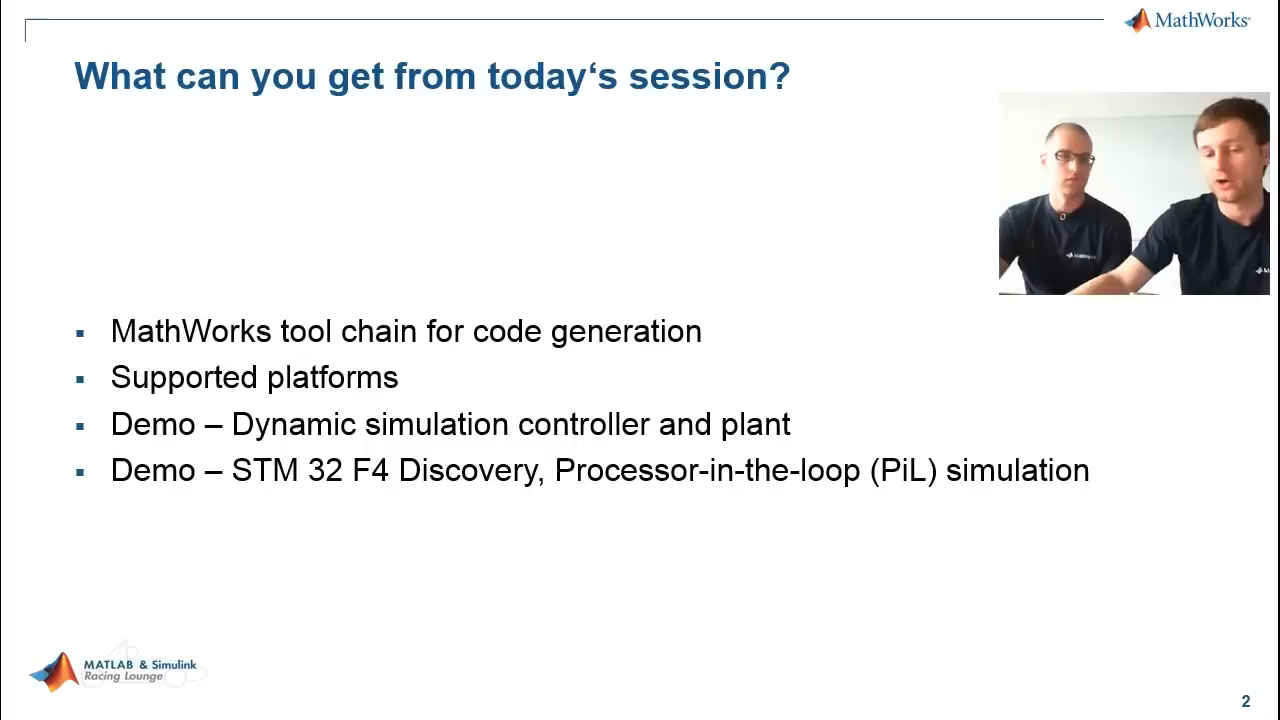 MathWorks
What can you get from today‘s session?
▪ MathWorks tool chain for code generation
▪ Supported platforms
▪ Demo – Dynamic simulation controller and plant
▪ Demo – STM 32 F4 Discovery, Processor-in-the-loop (PiL) simulation
MATLAB & Simulink
Racing Lounge
2